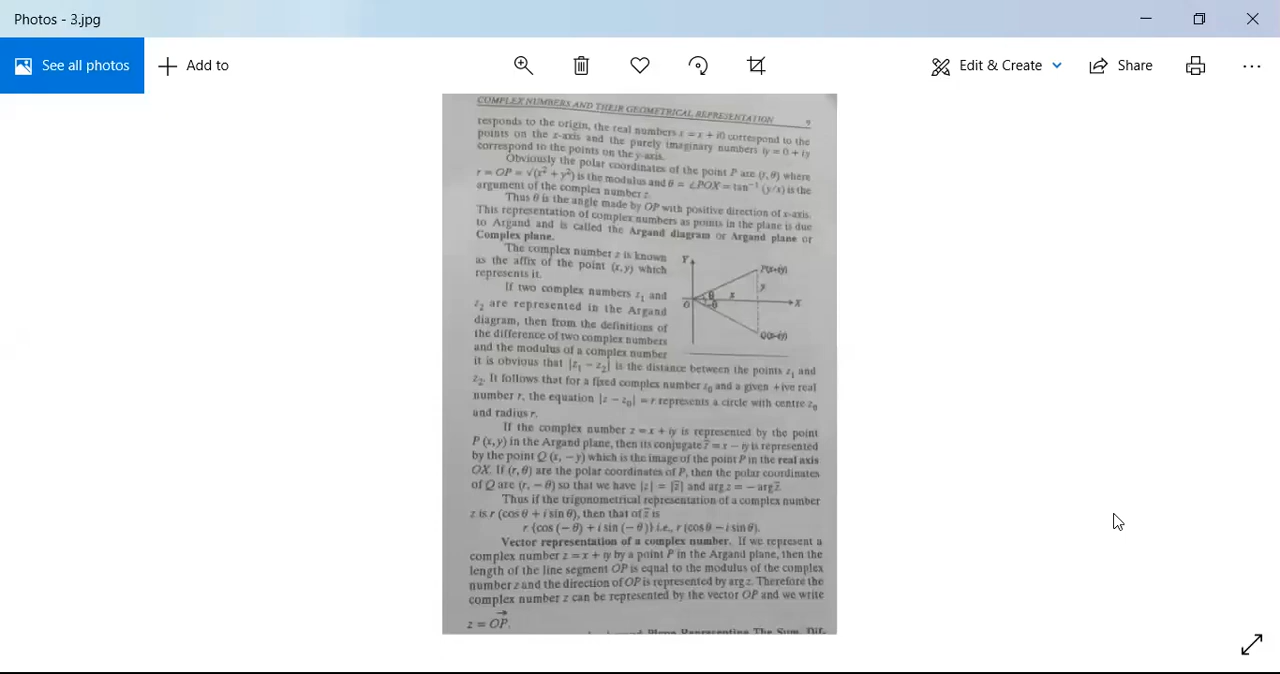 Photos - 3.jpg
See all photos
Add to
Edit & Create
Share
COMPLEX NUMBERS AND THEIR GEOMETRICAL REPRESENTATION 9
responds to the origin, the real numbers x = x + i0 correspond to the
points on the x-axis and the purely imaginary numbers iy = 0 + iy
correspond to the points on the y-axis.
Obviously the polar coordinates of the point P are (r, θ) where
r = OP = √(x² + y²) is the modulus and θ = ∠POX = tan⁻¹ (y/x) is the
argument of the complex number z.
Thus θ is the angle made by OP with positive direction of x-axis.
This representation of complex numbers as points in the plane is due
to Argand and is called the Argand diagram or Argand plane or
Complex plane.
The complex number z is known
as the affix of the point (x, y) which
represents it.
If two complex numbers z₁ and
z₂ are represented in the Argand
diagram, then from the definitions of
the difference of two complex numbers
and the modulus of a complex number
Y
P(x+iy)
y
θ
x
-θ
O
X
Q(x-iy)
it is obvious that |z₁ − z₂| is the distance between the points z₁ and
z₂. It follows that for a fixed complex number z₀ and a given +ive real
number r, the equation |z − z₀| = r represents a circle with centre z₀
and radius r.
If the complex number z = x + iy is represented by the point
P (x, y) in the Argand plane, then its conjugate z̄ = x − iy is represented
by the point Q (x, −y) which is the image of the point P in the real axis
OX. If (r, θ) are the polar coordinates of P, then the polar coordinates
of Q are (r, −θ) so that we have |z| = |z̄| and arg z = − arg z̄.
Thus if the trigonometrical representation of a complex number
z is r (cos θ + i sin θ), then that of z̄ is
r {cos (−θ) + i sin (−θ)} i.e., r (cos θ − i sin θ).
Vector representation of a complex number. If we represent a
complex number z = x + iy by a point P in the Argand plane, then the
length of the line segment OP is equal to the modulus of the complex
number z and the direction of OP is represented by arg z. Therefore the
complex number z can be represented by the vector OP and we write
z = OP⃗.
Plane Representing The Sum, Dif-